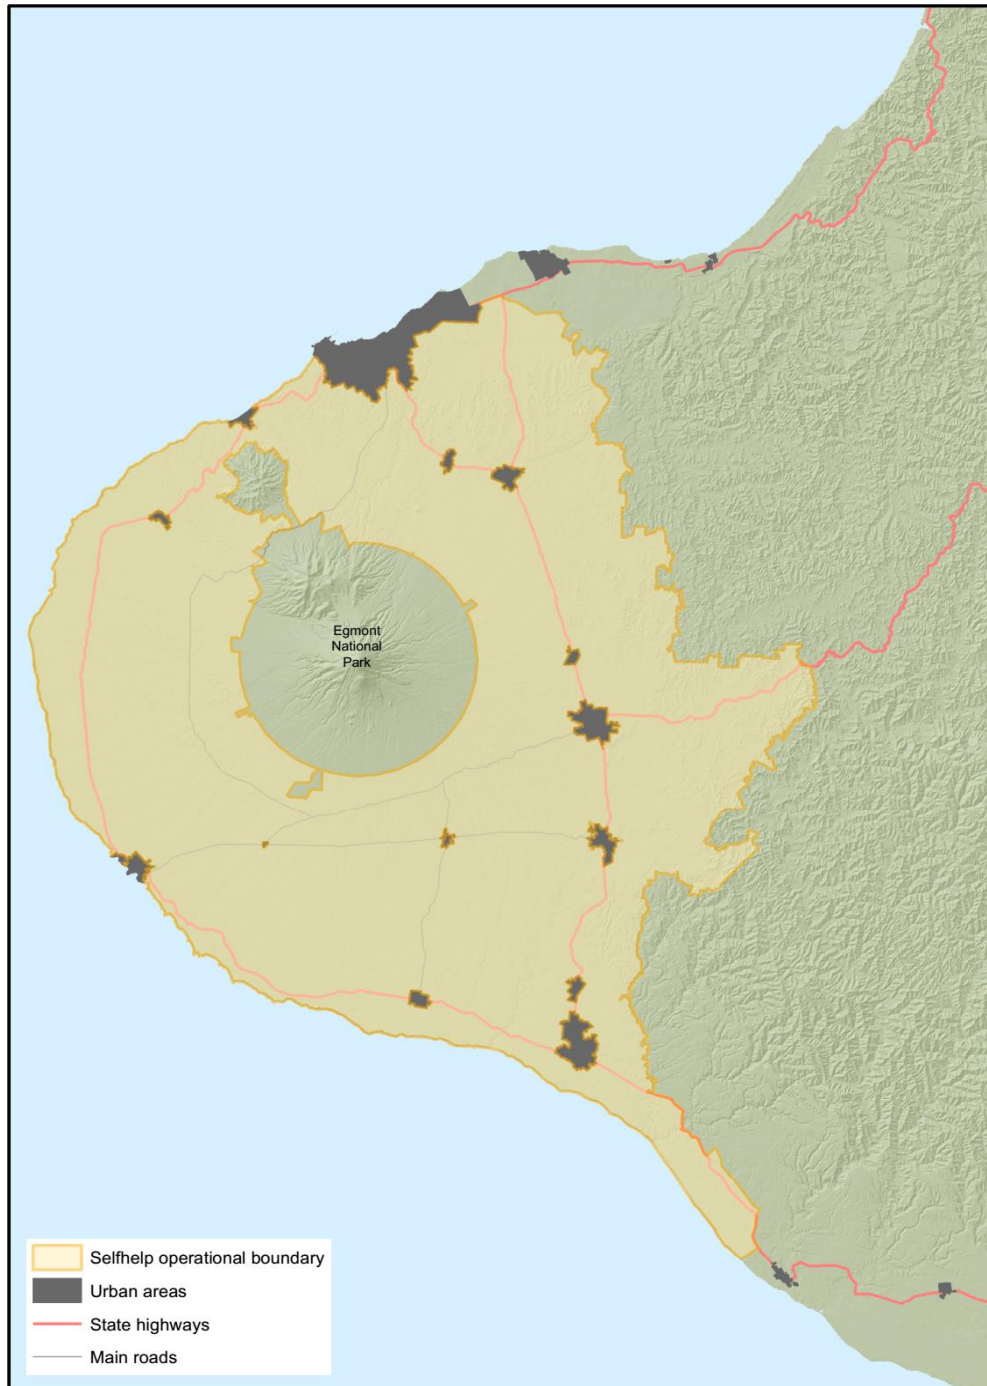 Egmont
National
Park
Selfhelp operational boundary
Urban areas
State highways
Main roads